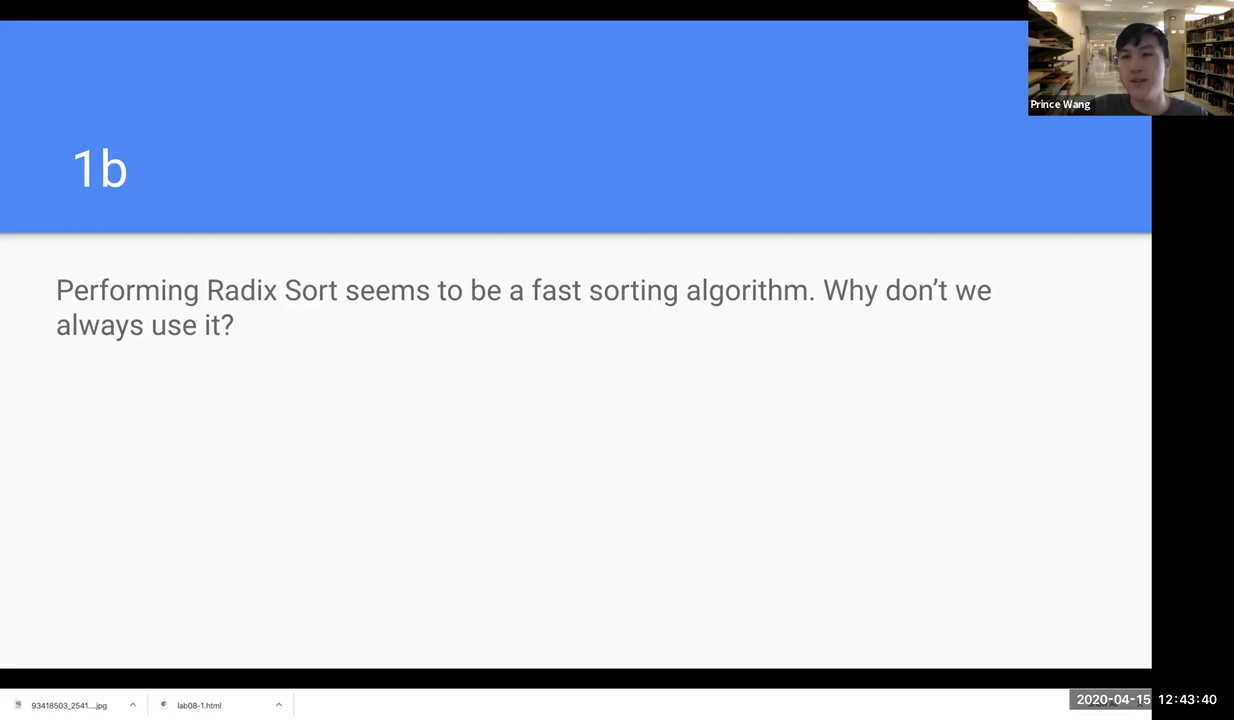 Prince Wang
1b
Performing Radix Sort seems to be a fast sorting algorithm. Why don’t we
always use it?
93418503_2541....jpg
lab08-1.html
2020-04-15 12:43:40